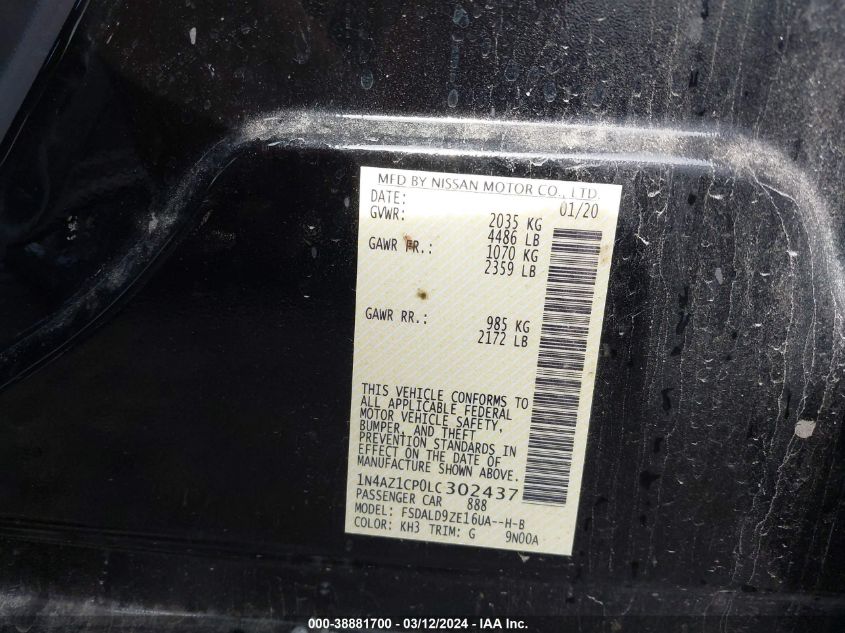 MFD BY NISSAN MOTOR CO., LTD.
DATE: 01/20
GVWR: 2035 KG
4486 LB
GAWR FR.: 1070 KG
2359 LB
GAWR RR.: 985 KG
2172 LB
THIS VEHICLE CONFORMS TO
ALL APPLICABLE FEDERAL
MOTOR VEHICLE SAFETY,
BUMPER, AND THEFT
PREVENTION STANDARDS IN
EFFECT ON THE DATE OF
MANUFACTURE SHOWN ABOVE.
1N4AZ1CP0LC302437
PASSENGER CAR 888
MODEL: FSDALD9ZE16UA--H-B
COLOR: KH3 TRIM: G 9N00A
000-38881700 - 03/12/2024 - IAA Inc.